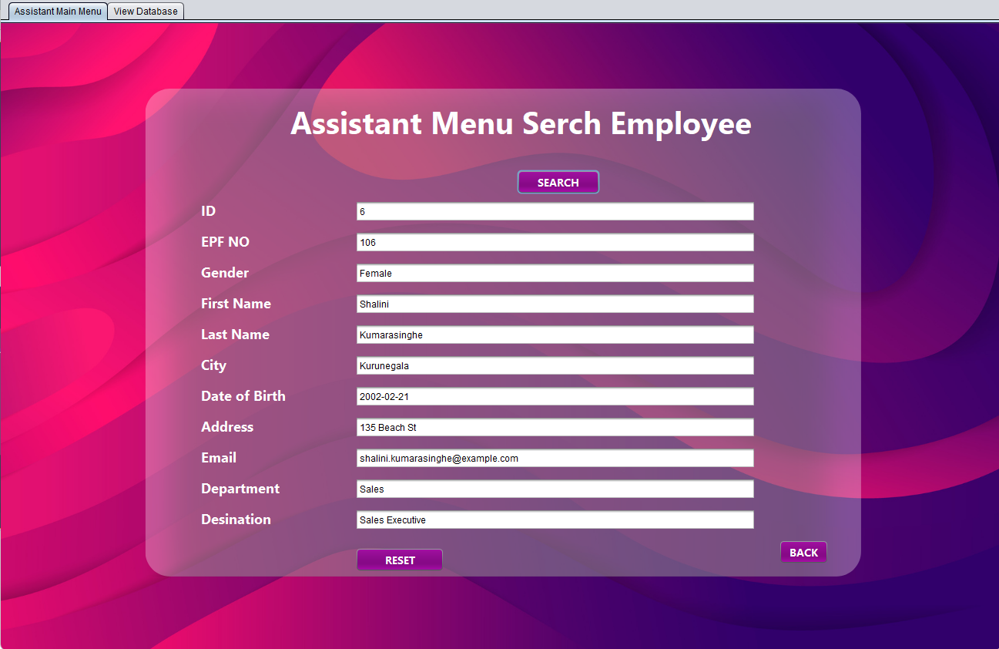 Assistant Main Menu View Database
Assistant Menu Serch Employee
SEARCH
ID 6
EPF NO 106
Gender Female
First Name Shalini
Last Name Kumarasinghe
City Kurunegala
Date of Birth 2002-02-21
Address 135 Beach St
Email shalini.kumarasinghe@example.com
Department Sales
Desination Sales Executive
RESET BACK